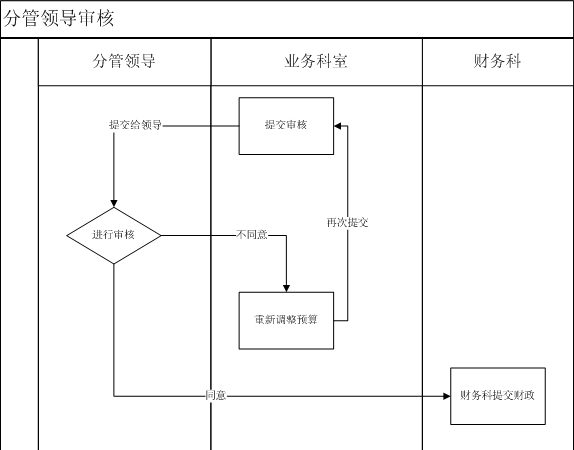 分管领导审核
分管领导
业务科室
财务科
提交给领导
提交审核
再次提交
进行审核
不同意
重新调整预算
同意
财务科提交财政